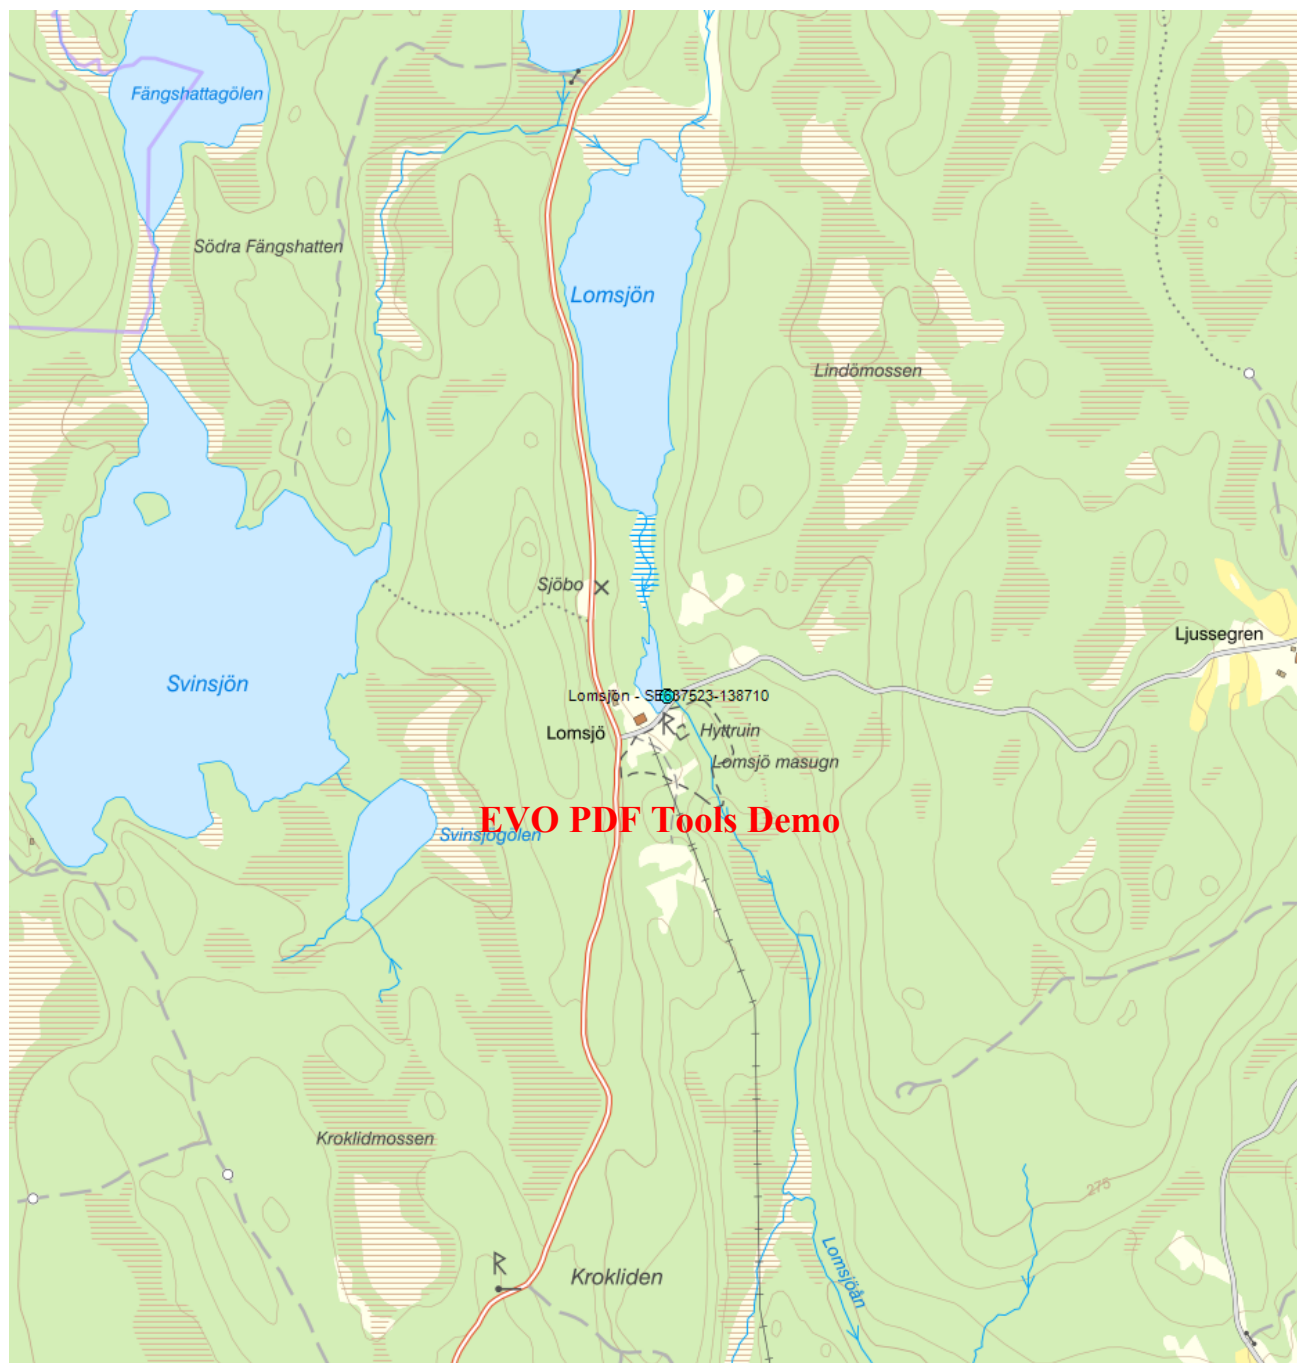 Fängshattagölen
Södra Fängshatten
Lomsjön
Lindömossen
Sjöbo
Ljussegren
Svinsjön
Lomsjön - SE637523-138710
Lomsjö
Hyttruin
Lomsjö masugn
EVO PDF Tools Demo
Svinsjögölen
Kroklidmossen
275
Krokliden
Lomsjöån